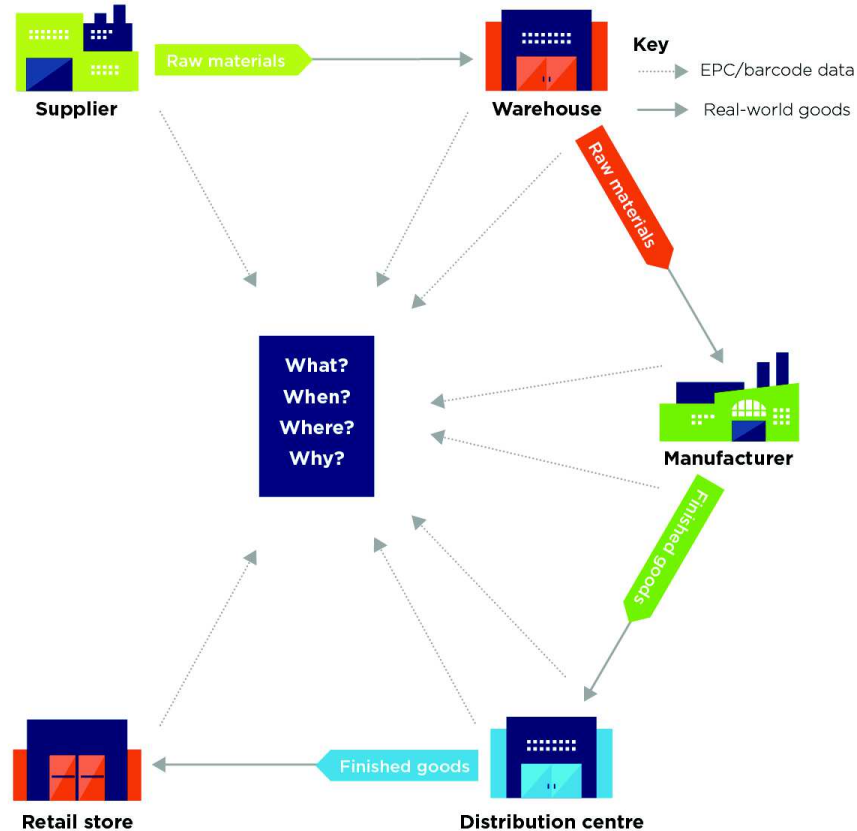 Raw materials
Supplier
Warehouse
Key
EPC/barcode data
Real-world goods
Raw materials
What?
When?
Where?
Why?
Manufacturer
Finished goods
Finished goods
Retail store
Distribution centre